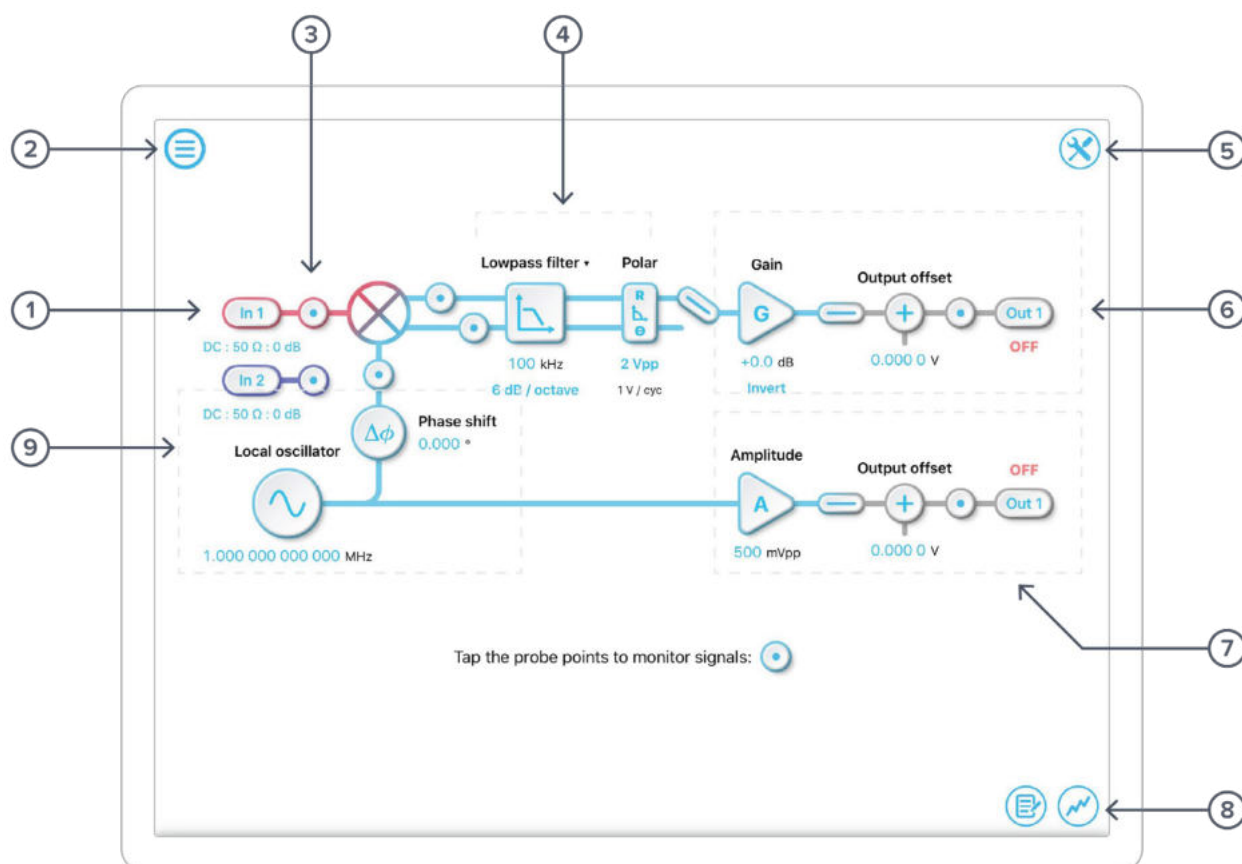 3
4
2
5
Lowpass filter ▾
Polar
Gain
Output offset
1
In 1
R
Θ
G
Out 1
6
DC : 50 Ω : 0 dB
100 kHz
2 Vpp
+0.0 dB
0.000 0 V
OFF
In 2
6 dB / octave
1 V / cyc
Invert
DC : 50 Ω : 0 dB
9
Δϕ
Phase shift
0.000 °
Local oscillator
Amplitude
Output offset
OFF
A
Out 1
1.000 000 000 000 MHz
500 mVpp
0.000 0 V
7
Tap the probe points to monitor signals:
8